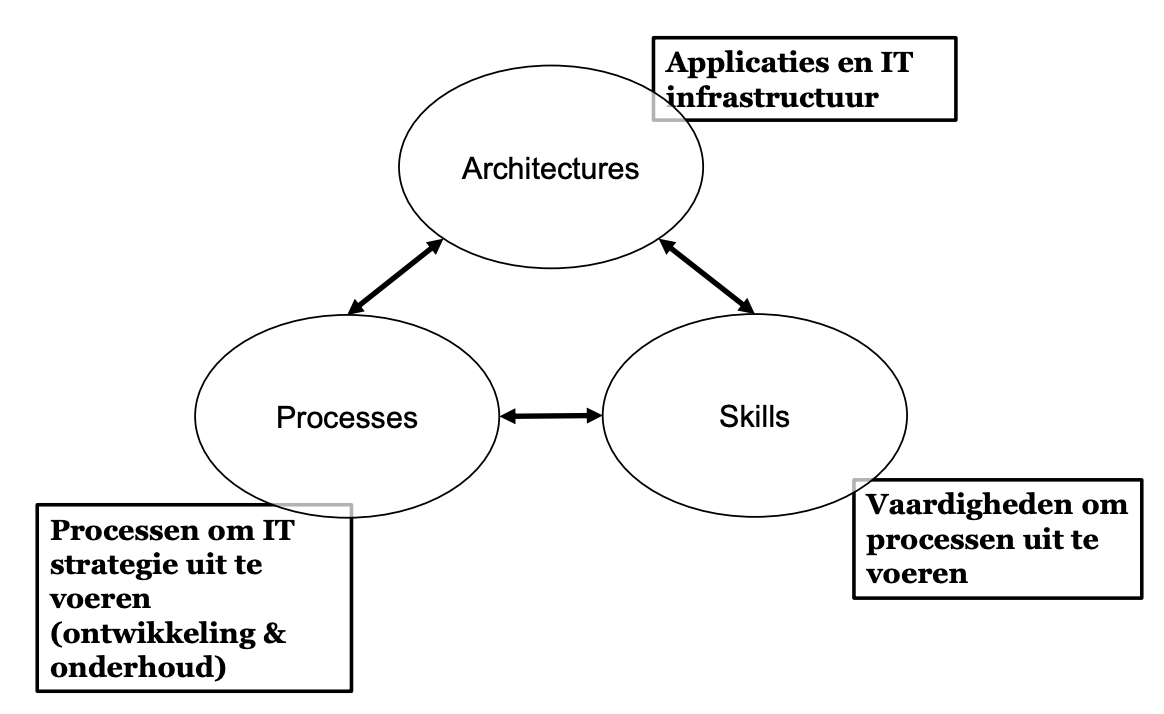 Applicaties en IT
infrastructuur
Architectures
Processes
Skills
Processen om IT
strategie uit te
voeren
(ontwikkeling &
onderhoud)
Vaardigheden om
processen uit te
voeren